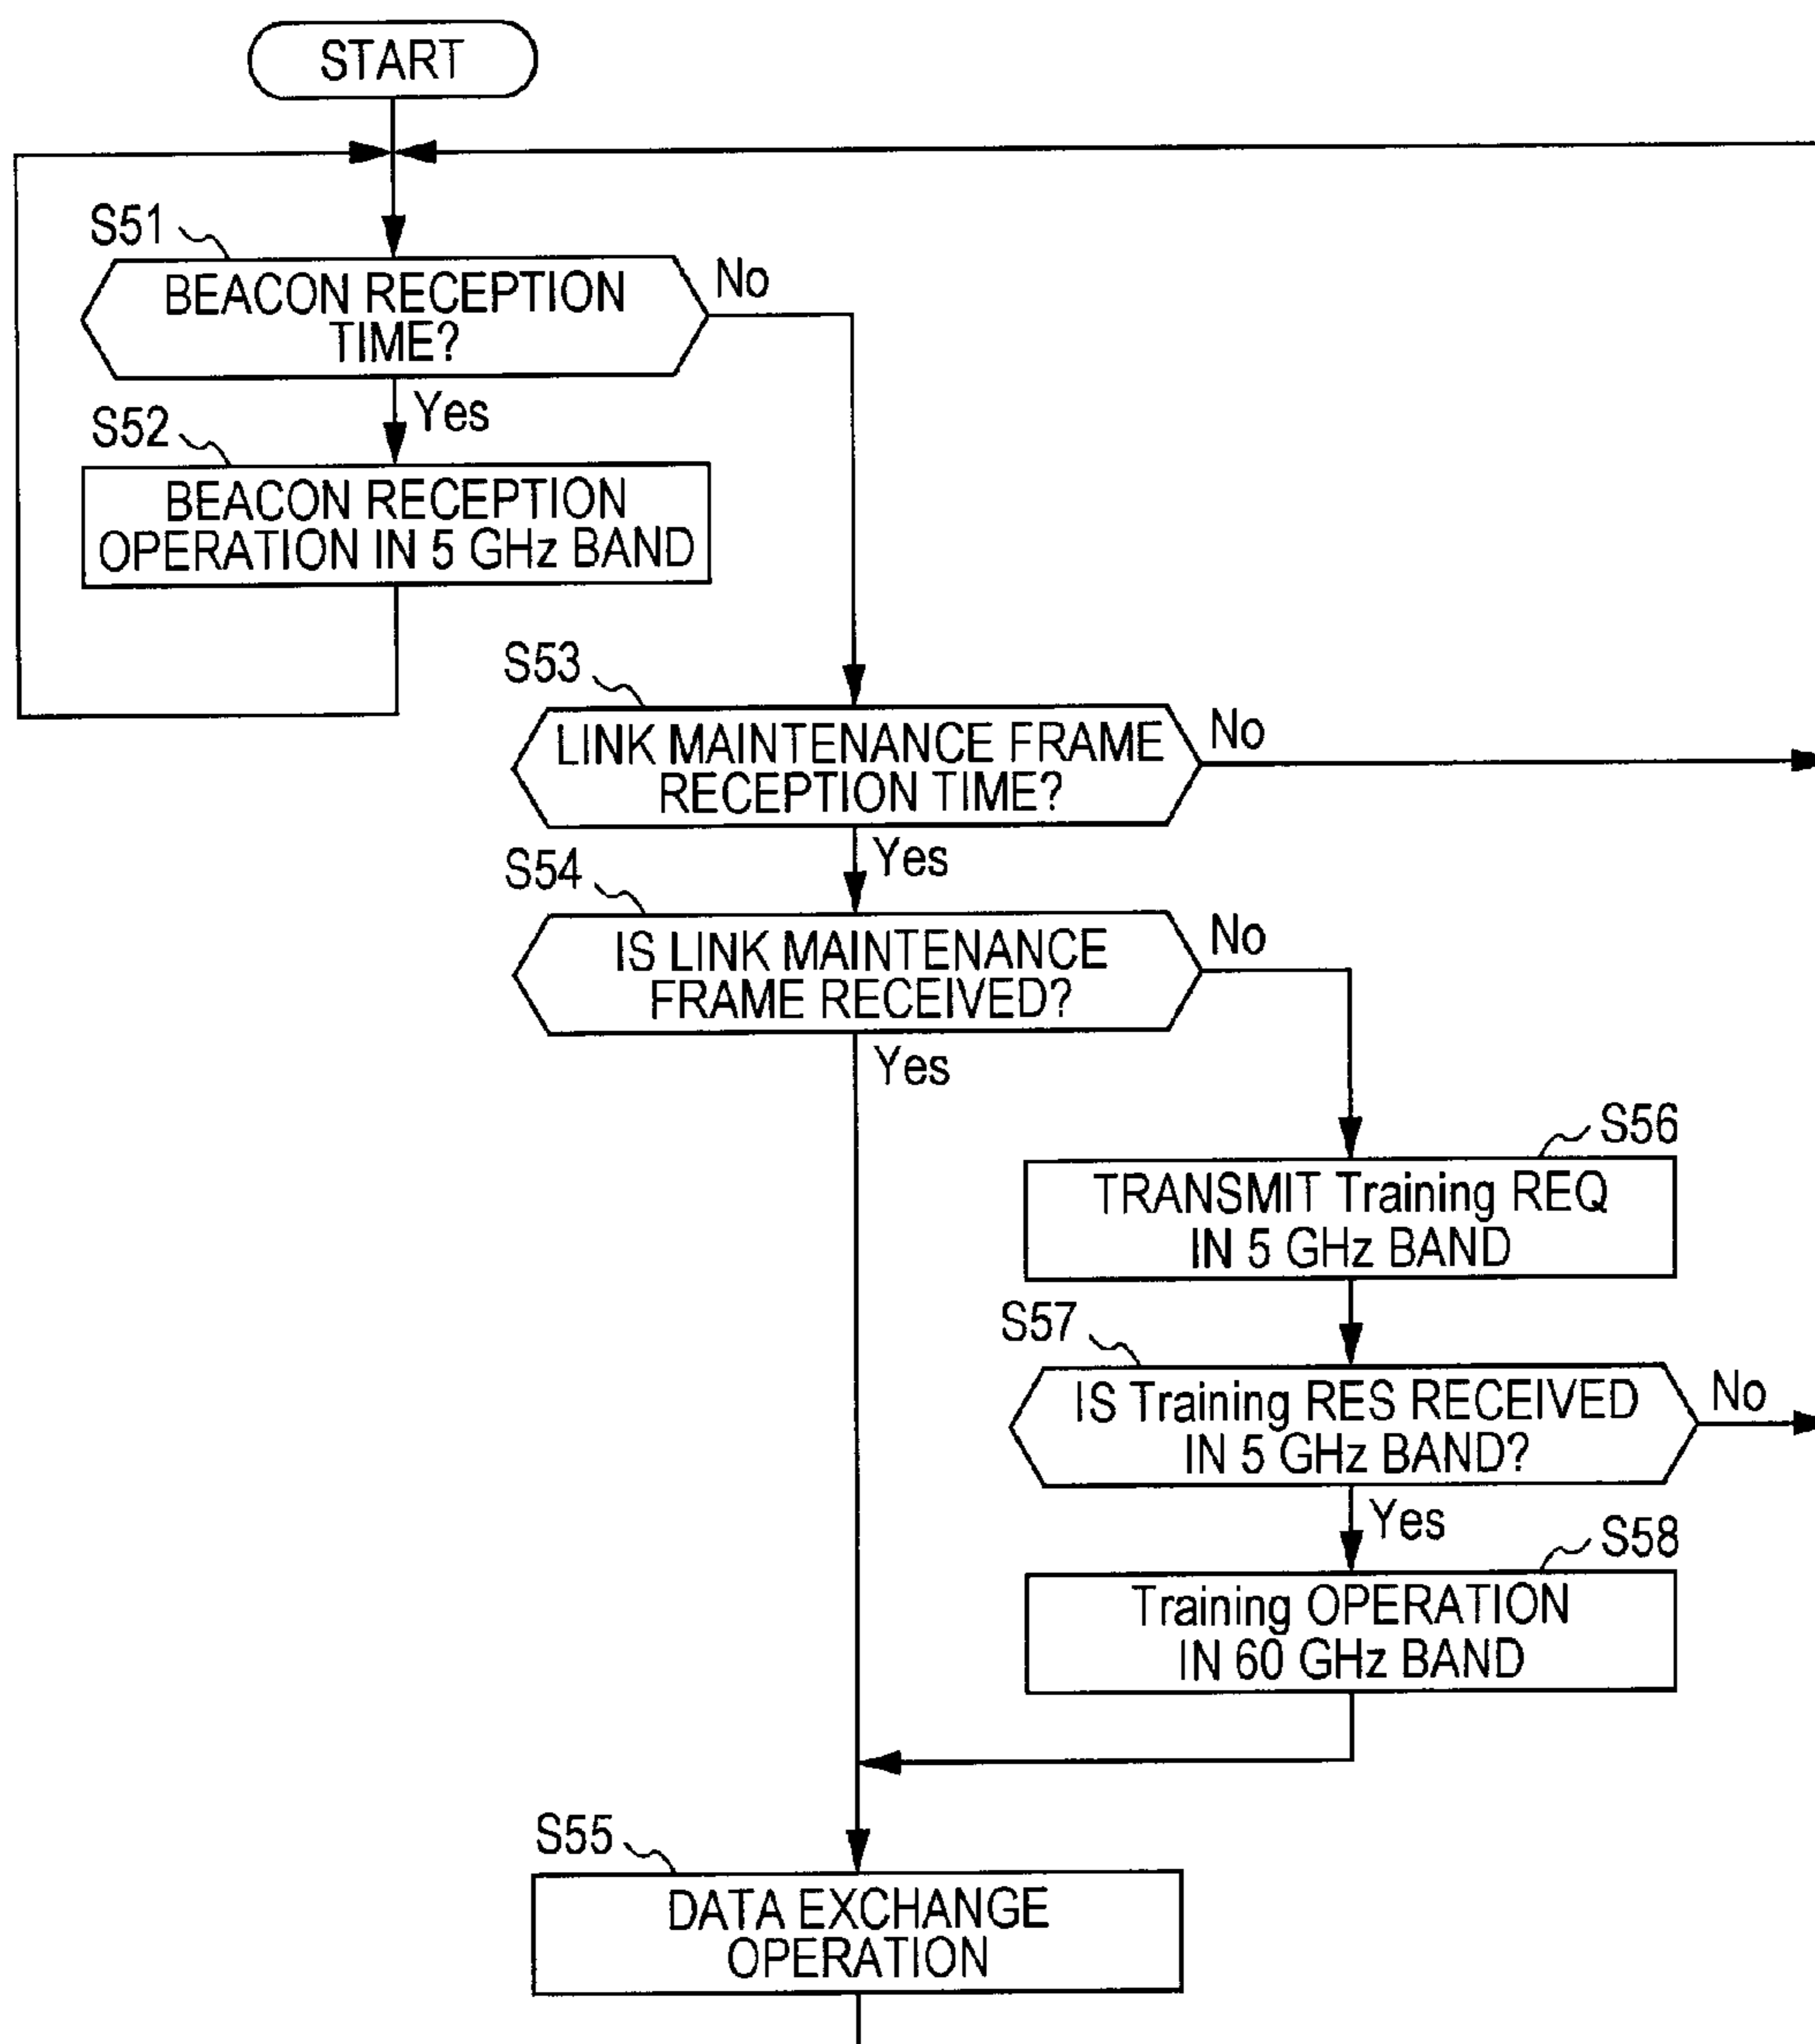 START
S51
BEACON RECEPTION
TIME?
No
Yes
S52
BEACON RECEPTION
OPERATION IN 5 GHz BAND
S53
LINK MAINTENANCE FRAME
RECEPTION TIME?
No
Yes
S54
IS LINK MAINTENANCE
FRAME RECEIVED?
No
Yes
S56
TRANSMIT Training REQ
IN 5 GHz BAND
S57
IS Training RES RECEIVED
IN 5 GHz BAND?
No
Yes
S58
Training OPERATION
IN 60 GHz BAND
S55
DATA EXCHANGE
OPERATION